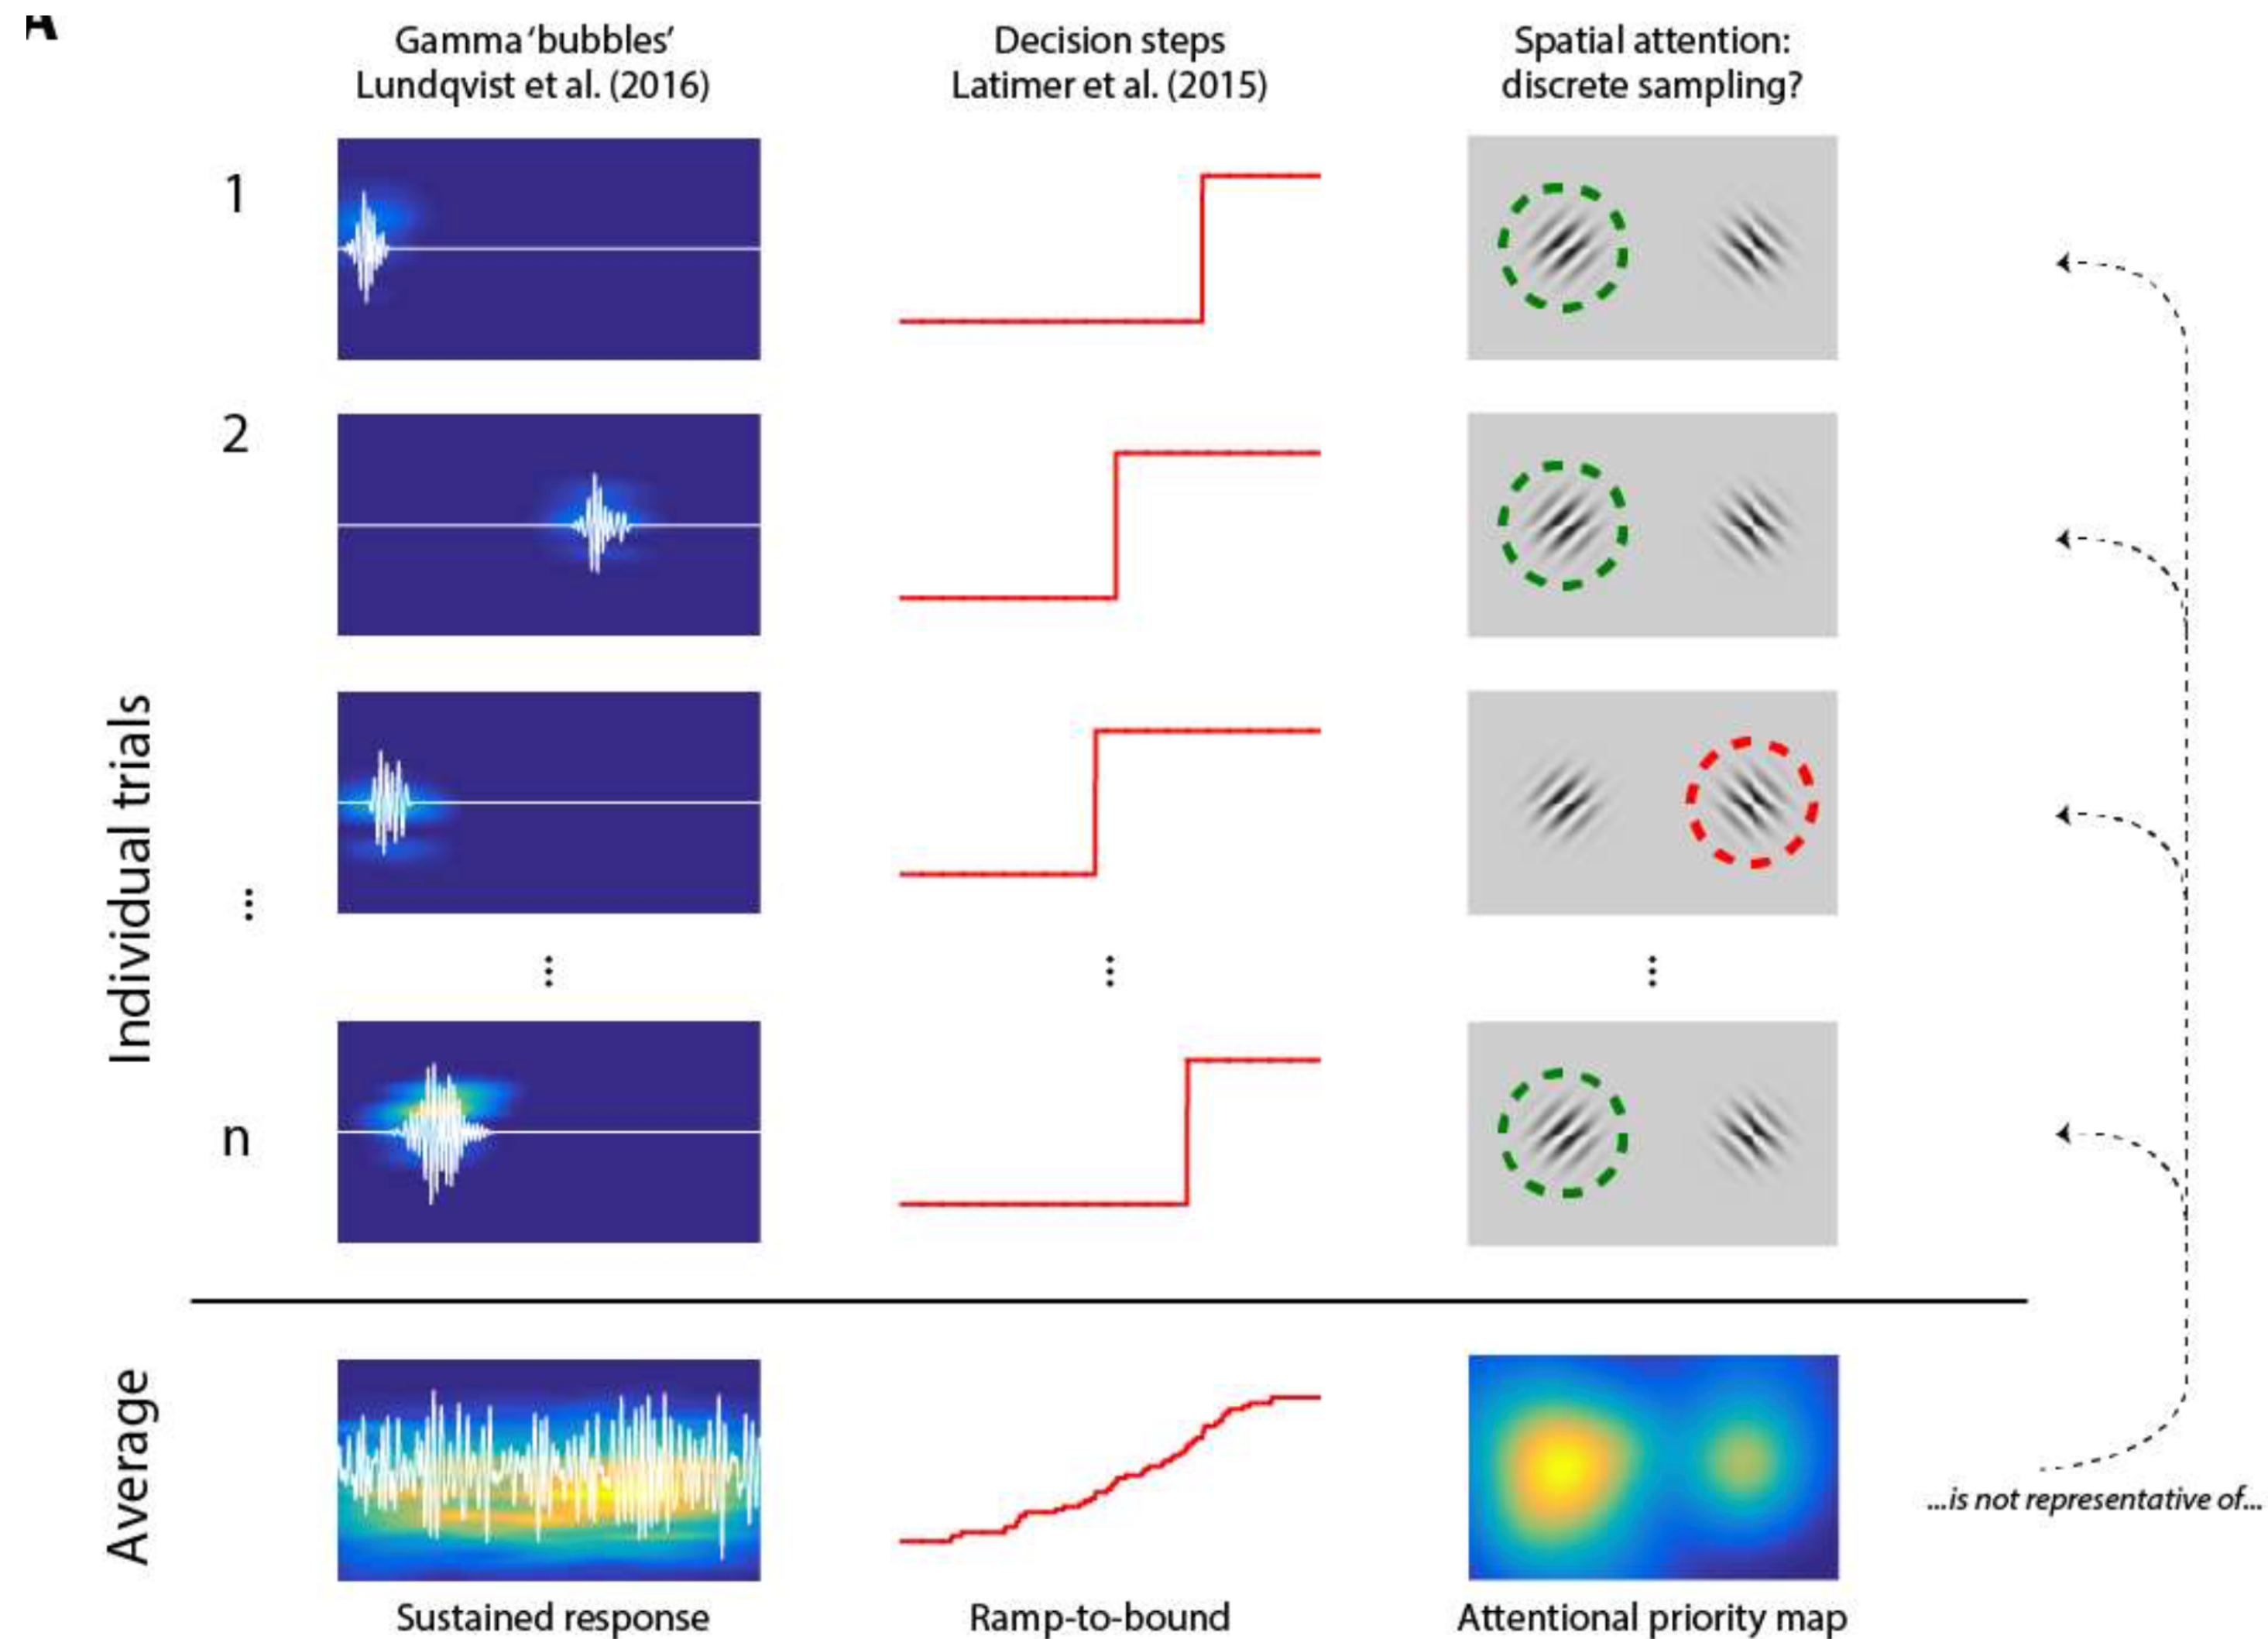 A
Gamma ‘bubbles’
Lundqvist et al. (2016)
Decision steps
Latimer et al. (2015)
Spatial attention:
discrete sampling?
1
2
...
n
Individual trials
...
...
...
Average
Sustained response
Ramp-to-bound
Attentional priority map
...is not representative of...